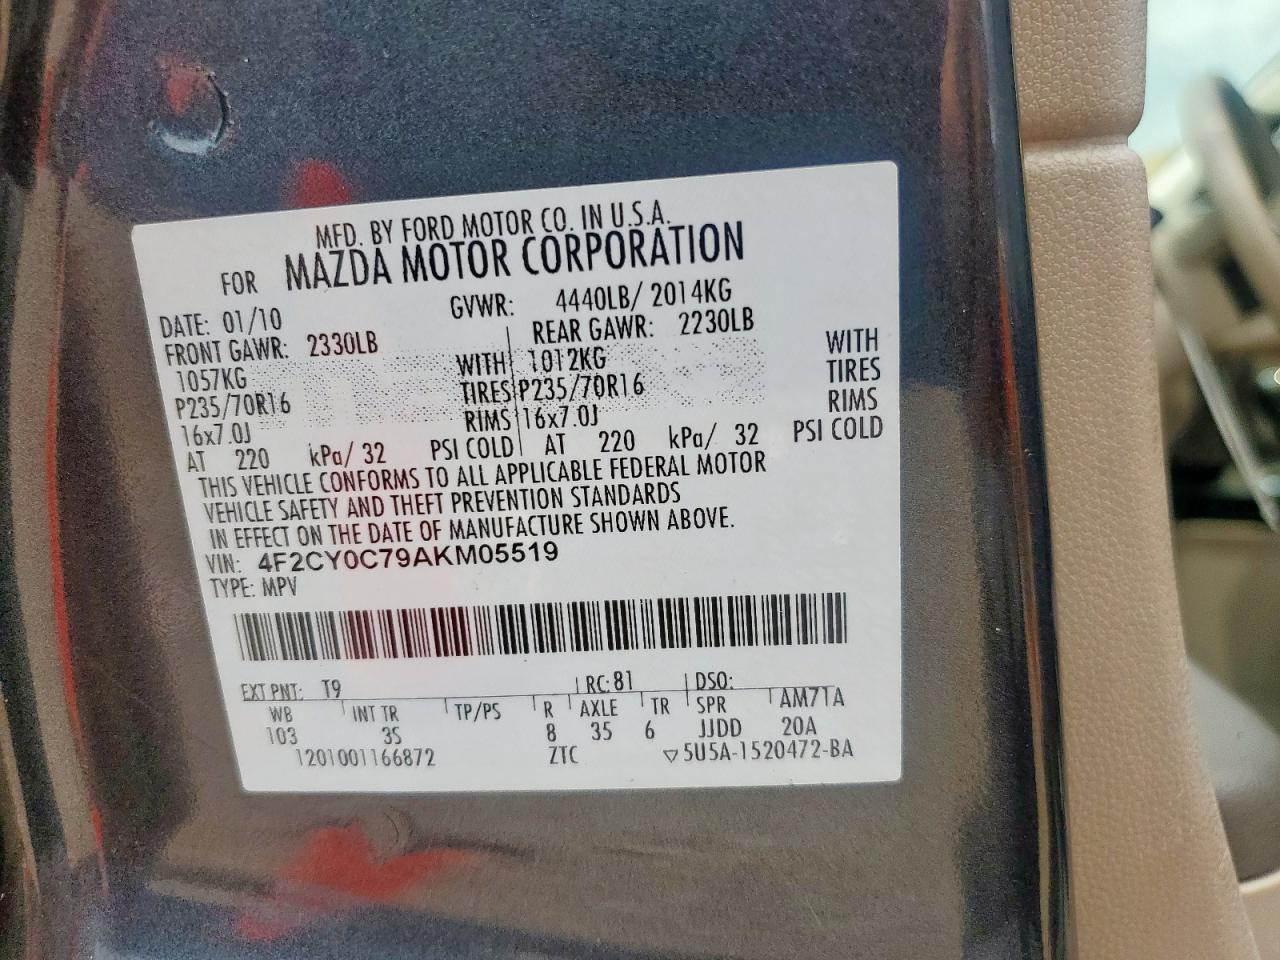 MFD. BY FORD MOTOR CO. IN U.S.A.
FOR MAZDA MOTOR CORPORATION
DATE: 01/10 GVWR: 4440LB/ 2014KG
FRONT GAWR: 2330LB REAR GAWR: 2230LB
1057KG WITH 1012KG WITH
P235/70R16 TIRES P235/70R16 TIRES
16x7.0J RIMS 16x7.0J RIMS
AT 220 kPa/ 32 PSI COLD AT 220 kPa/ 32 PSI COLD
THIS VEHICLE CONFORMS TO ALL APPLICABLE FEDERAL MOTOR
VEHICLE SAFETY AND THEFT PREVENTION STANDARDS
IN EFFECT ON THE DATE OF MANUFACTURE SHOWN ABOVE.
VIN: 4F2CY0C79AKM05519
TYPE: MPV
EXT PNT: T9 RC: 81 DSO:
WB INT TR TP/PS R AXLE TR SPR AM71A
103 3S 8 35 6 JJDD 20A
1201001166872 ZTC ▽5U5A-1520472-BA